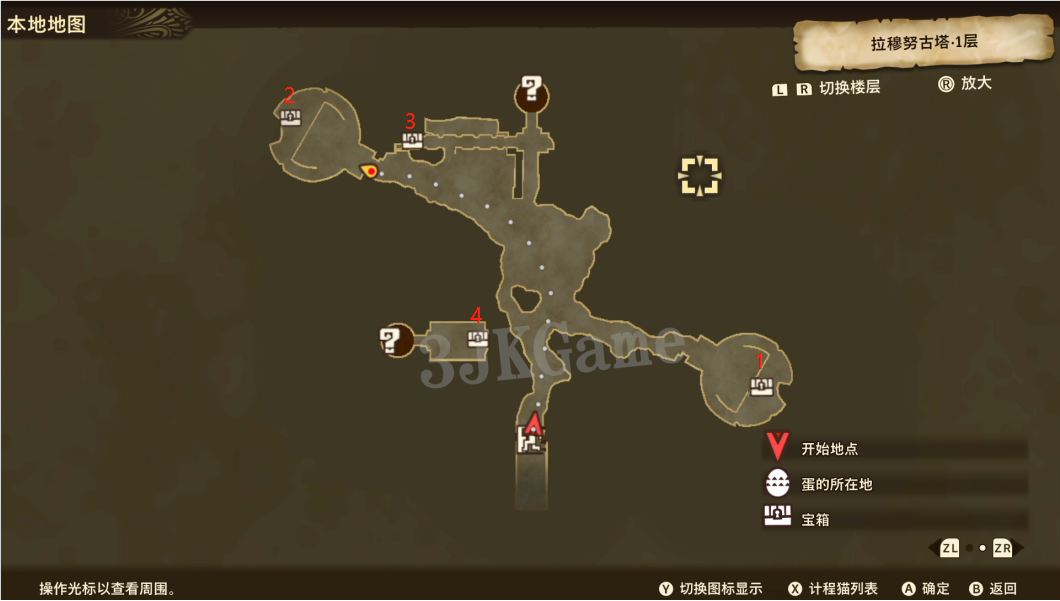 本地地图
拉穆努古塔·1层
L R 切换楼层
R 放大
2
?
3
4
?
3JKGame
1
开始地点
蛋的所在地
宝箱
ZL ZR
操作光标以查看周围。
Y 切换图标显示 X 计程猫列表 A 确定 B 返回